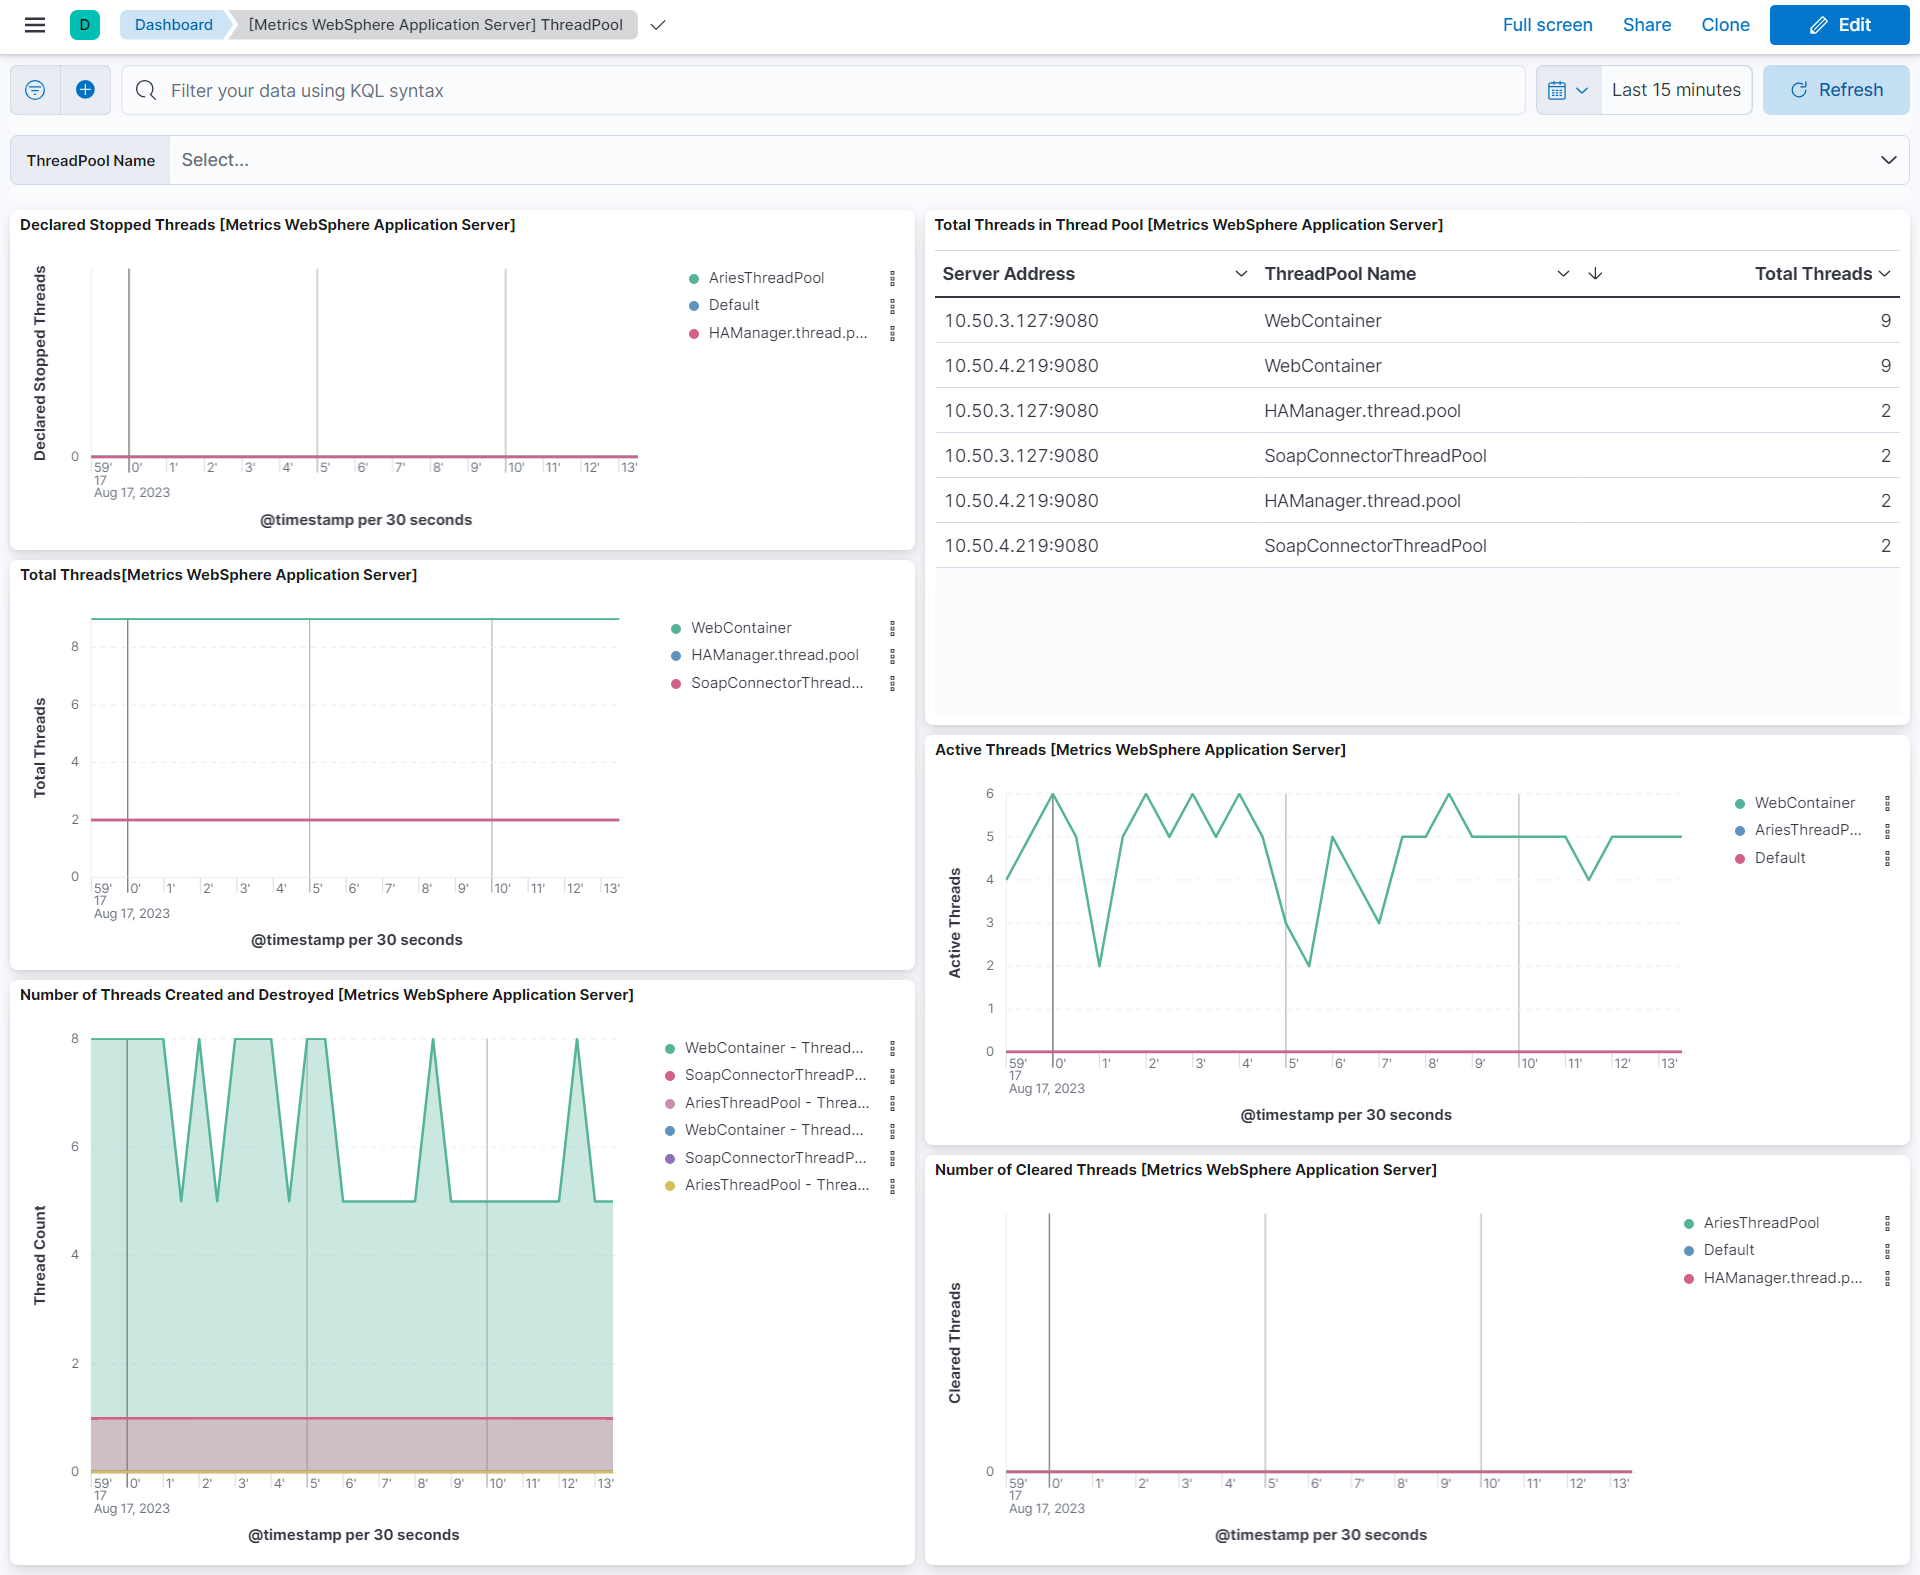 D
Dashboard
[Metrics WebSphere Application Server] ThreadPool
Full screen
Share
Clone
Edit
Filter your data using KQL syntax
Last 15 minutes
Refresh
ThreadPool Name
Select...
Declared Stopped Threads [Metrics WebSphere Application Server]
Declared Stopped Threads
0
59' 0' 1' 2' 3' 4' 5' 6' 7' 8' 9' 10' 11' 12' 13'
17
Aug 17, 2023
@timestamp per 30 seconds
AriesThreadPool
Default
HAManager.thread.p...
Total Threads in Thread Pool [Metrics WebSphere Application Server]
Server Address ThreadPool Name Total Threads
10.50.3.127:9080 WebContainer 9
10.50.4.219:9080 WebContainer 9
10.50.3.127:9080 HAManager.thread.pool 2
10.50.3.127:9080 SoapConnectorThreadPool 2
10.50.4.219:9080 HAManager.thread.pool 2
10.50.4.219:9080 SoapConnectorThreadPool 2
Total Threads[Metrics WebSphere Application Server]
Total Threads
8
6
4
2
0
59' 0' 1' 2' 3' 4' 5' 6' 7' 8' 9' 10' 11' 12' 13'
17
Aug 17, 2023
@timestamp per 30 seconds
WebContainer
HAManager.thread.pool
SoapConnectorThread...
Active Threads [Metrics WebSphere Application Server]
Active Threads
6
5
4
3
2
1
0
59' 0' 1' 2' 3' 4' 5' 6' 7' 8' 9' 10' 11' 12' 13'
17
Aug 17, 2023
@timestamp per 30 seconds
WebContainer
AriesThreadP...
Default
Number of Threads Created and Destroyed [Metrics WebSphere Application Server]
Thread Count
8
6
4
2
0
59' 0' 1' 2' 3' 4' 5' 6' 7' 8' 9' 10' 11' 12' 13'
17
Aug 17, 2023
@timestamp per 30 seconds
WebContainer - Thread...
SoapConnectorThreadP...
AriesThreadPool - Threa...
WebContainer - Thread...
SoapConnectorThreadP...
AriesThreadPool - Threa...
Number of Cleared Threads [Metrics WebSphere Application Server]
Cleared Threads
0
59' 0' 1' 2' 3' 4' 5' 6' 7' 8' 9' 10' 11' 12' 13'
17
Aug 17, 2023
@timestamp per 30 seconds
AriesThreadPool
Default
HAManager.thread.p...